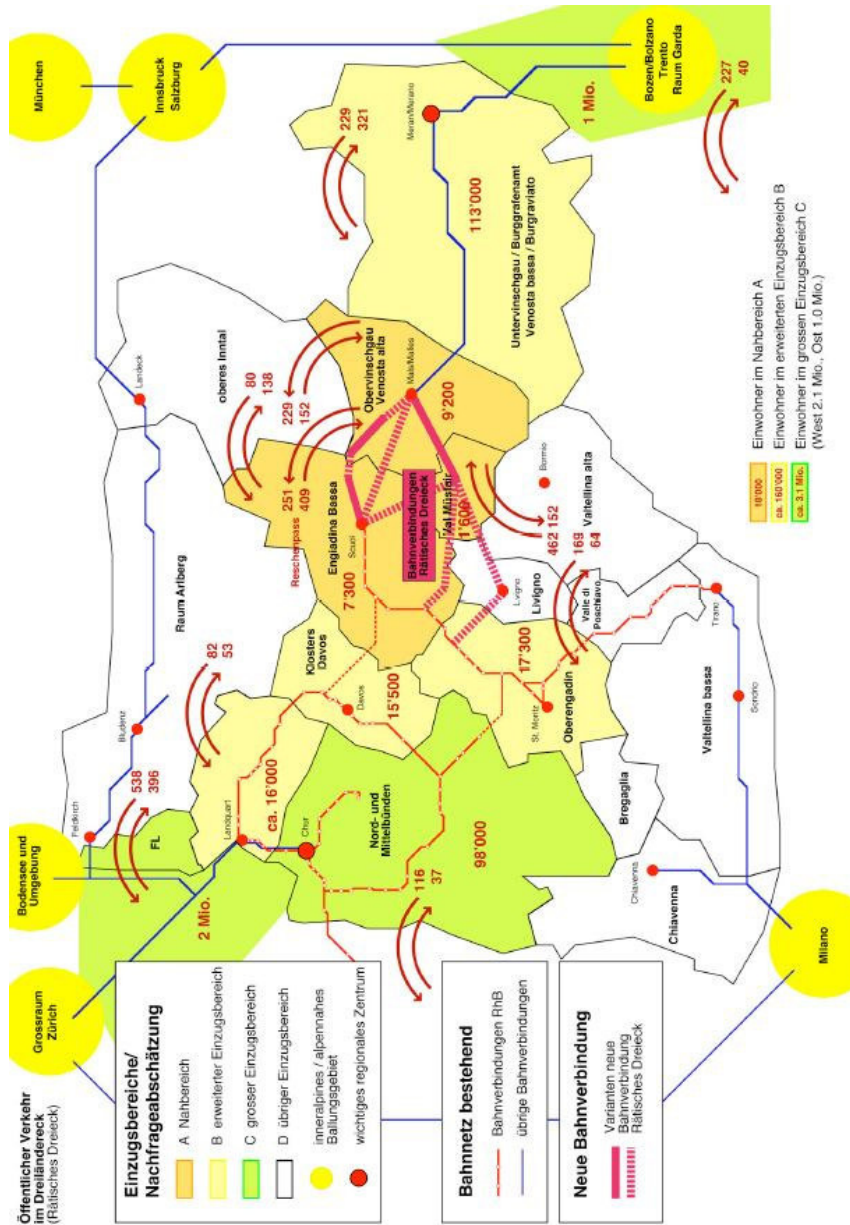 Öffentlicher Verkehr
im Dreiländereck
(Rätisches Dreieck)
Grossraum
Zürich
Bodensee und
Umgebung
München
Innsbruck
Salzburg
Bozen/Bolzano
Trento
Raum Garda
Milano
Feldkirch
Bludenz
Landeck
Raum Arlberg
oberes Inntal
FL
538
396
82
53
80
138
229
321
2 Mio.
1 Mio.
227
40
Landquart
ca. 16'000
Chur
Nord- und
Mittelbünden
98'000
116
37
Klosters
Davos
Davos
15'500
Reschenpass
251
409
229
152
Engiadina Bassa
Scuol
7'300
Bahnverbindungen
Rätisches Dreieck
Obervinschgau
Venosta alta
Mals/Malles
9'200
Val Müstair
1'600
462
152
Meran/Merano
113'000
Untervinschgau / Burggrafenamt
Venosta bassa / Burgraviato
17'300
St. Moritz
Oberengadin
169
64
Livigno
Livigno
Bormio
Valtellina alta
Valle di
Poschiavo
Tirano
Sondrio
Valtellina bassa
Bregaglia
Chiavenna
Chiavenna
Einzugsbereiche/
Nachfrageabschätzung
A Nahbereich
B erweiterter Einzugsbereich
C grosser Einzugsbereich
D übriger Einzugsbereich
inneralpines / alpennahes
Ballungsgebiet
wichtiges regionales Zentrum
Bahnnetz bestehend
Bahnverbindungen RhB
übrige Bahnverbindungen
Neue Bahnverbindung
Varianten neue
Bahnverbindung
Rätisches Dreieck
18'000 Einwohner im Nahbereich A
ca. 160'000 Einwohner im erweiterten Einzugsbereich B
ca. 3.1 Mio. Einwohner im grossen Einzugsbereich C
(West 2.1 Mio., Ost 1.0 Mio.)